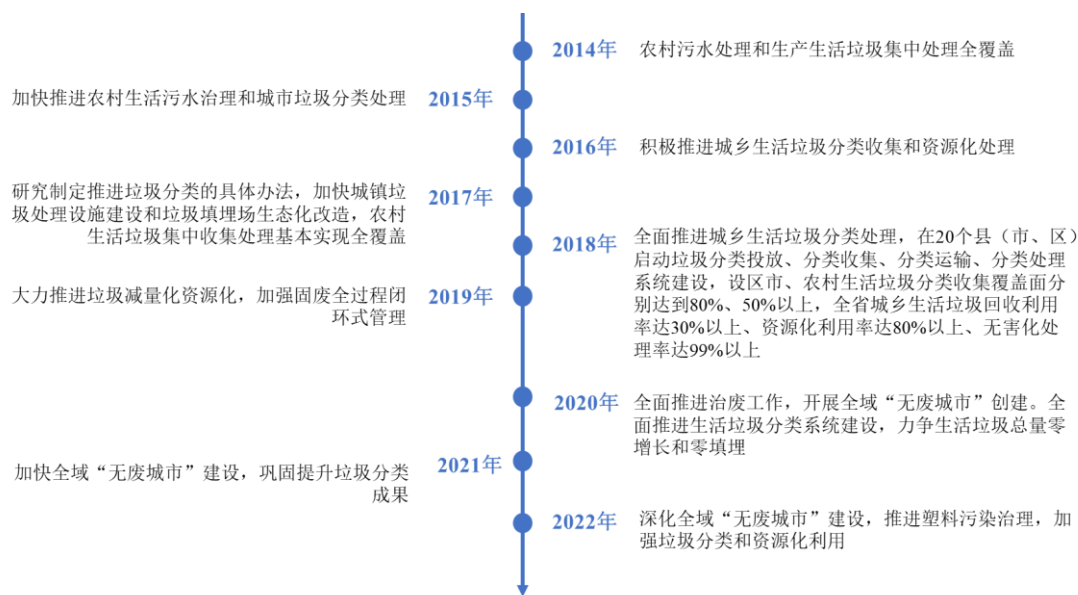 2014年 农村污水处理和生产生活垃圾集中处理全覆盖
加快推进农村生活污水治理和城市垃圾分类处理 2015年
2016年 积极推进城乡生活垃圾分类收集和资源化处理
研究制定推进垃圾分类的具体办法，加快城镇垃
圾处理设施建设和垃圾填埋场生态化改造，农村
生活垃圾集中收集处理基本实现全覆盖
2017年
2018年
全面推进城乡生活垃圾分类处理，在20个县（市、区）
启动垃圾分类投放、分类收集、分类运输、分类处理
系统建设，设区市、农村生活垃圾分类收集覆盖面分
别达到80%、50%以上，全省城乡生活垃圾回收利用
率达30%以上、资源化利用率达80%以上、无害化处
理率达99%以上
大力推进垃圾减量化资源化，加强固废全过程闭
环式管理
2019年
2020年
全面推进治废工作，开展全域“无废城市”创建。全
面推进生活垃圾分类系统建设，力争生活垃圾总量零
增长和零填埋
加快全域“无废城市”建设，巩固提升垃圾分类
成果
2021年
2022年
深化全域“无废城市”建设，推进塑料污染治理，加
强垃圾分类和资源化利用